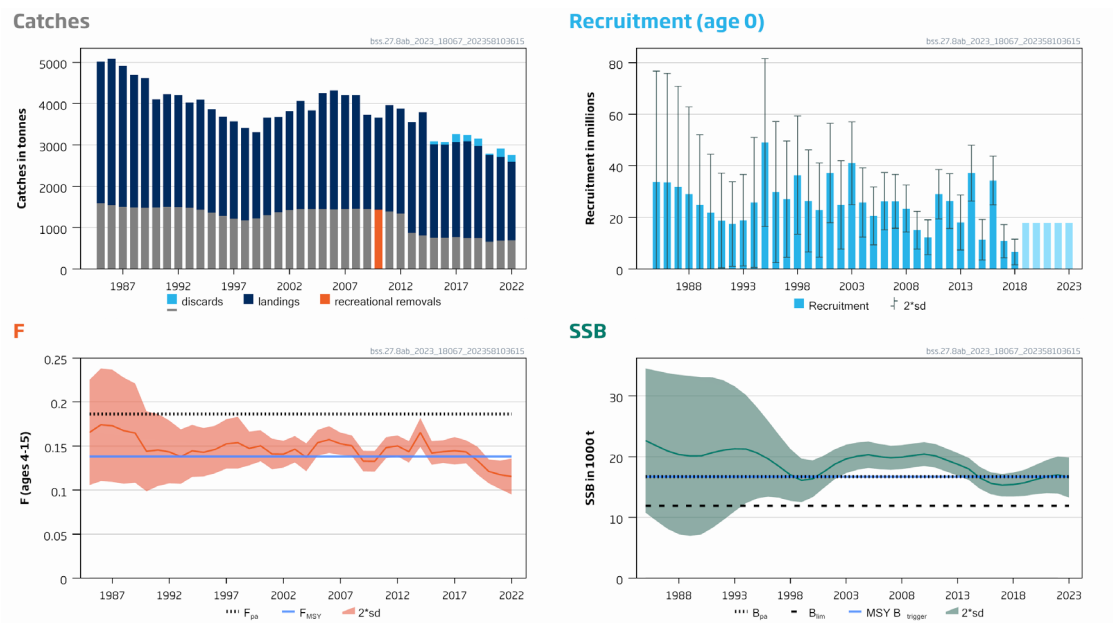 Catches
bss.27.8ab_2023_18067_202358103615
Catches in tonnes
5000
4000
3000
2000
1000
0
1987 1992 1997 2002 2007 2012 2017 2022
discards landings recreational removals
Recruitment (age 0)
bss.27.8ab_2023_18067_202358103615
Recruitment in millions
80
60
40
20
0
1988 1993 1998 2003 2008 2013 2018 2023
Recruitment 2*sd
F
bss.27.8ab_2023_18067_202358103615
F (ages 4-15)
0.25
0.2
0.15
0.1
0.05
0
1987 1992 1997 2002 2007 2012 2017 2022
Fpa FMSY 2*sd
SSB
bss.27.8ab_2023_18067_202358103615
SSB in 1000 t
30
20
10
0
1988 1993 1998 2003 2008 2013 2018 2023
Bpa Blim MSY B trigger 2*sd